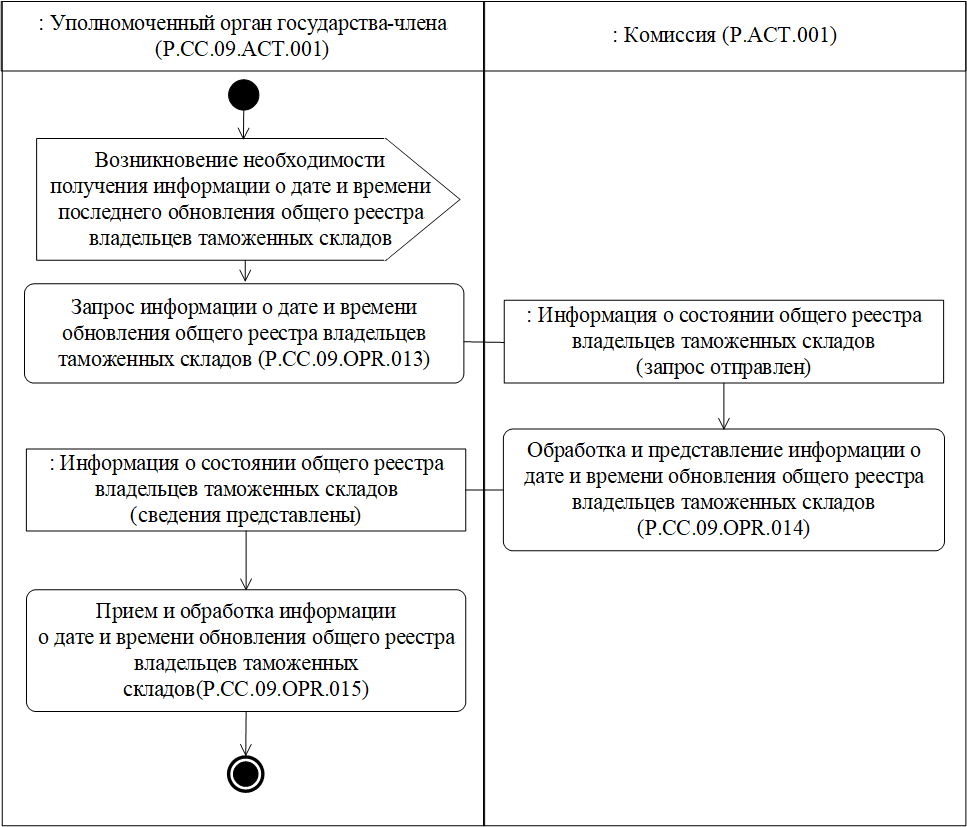 : Уполномоченный орган государства-члена
(P.CC.09.ACT.001)
: Комиссия (P.ACT.001)
Возникновение необходимости
получения информации о дате и времени
последнего обновления общего реестра
владельцев таможенных складов
Запрос информации о дате и времени
обновления общего реестра владельцев
таможенных складов (P.CC.09.OPR.013)
: Информация о состоянии общего реестра
владельцев таможенных складов
(запрос отправлен)
Обработка и представление информации о
дате и времени обновления общего реестра
владельцев таможенных складов
(P.CC.09.OPR.014)
: Информация о состоянии общего реестра
владельцев таможенных складов
(сведения представлены)
Прием и обработка информации
о дате и времени обновления общего реестра
владельцев таможенных
складов(P.CC.09.OPR.015)